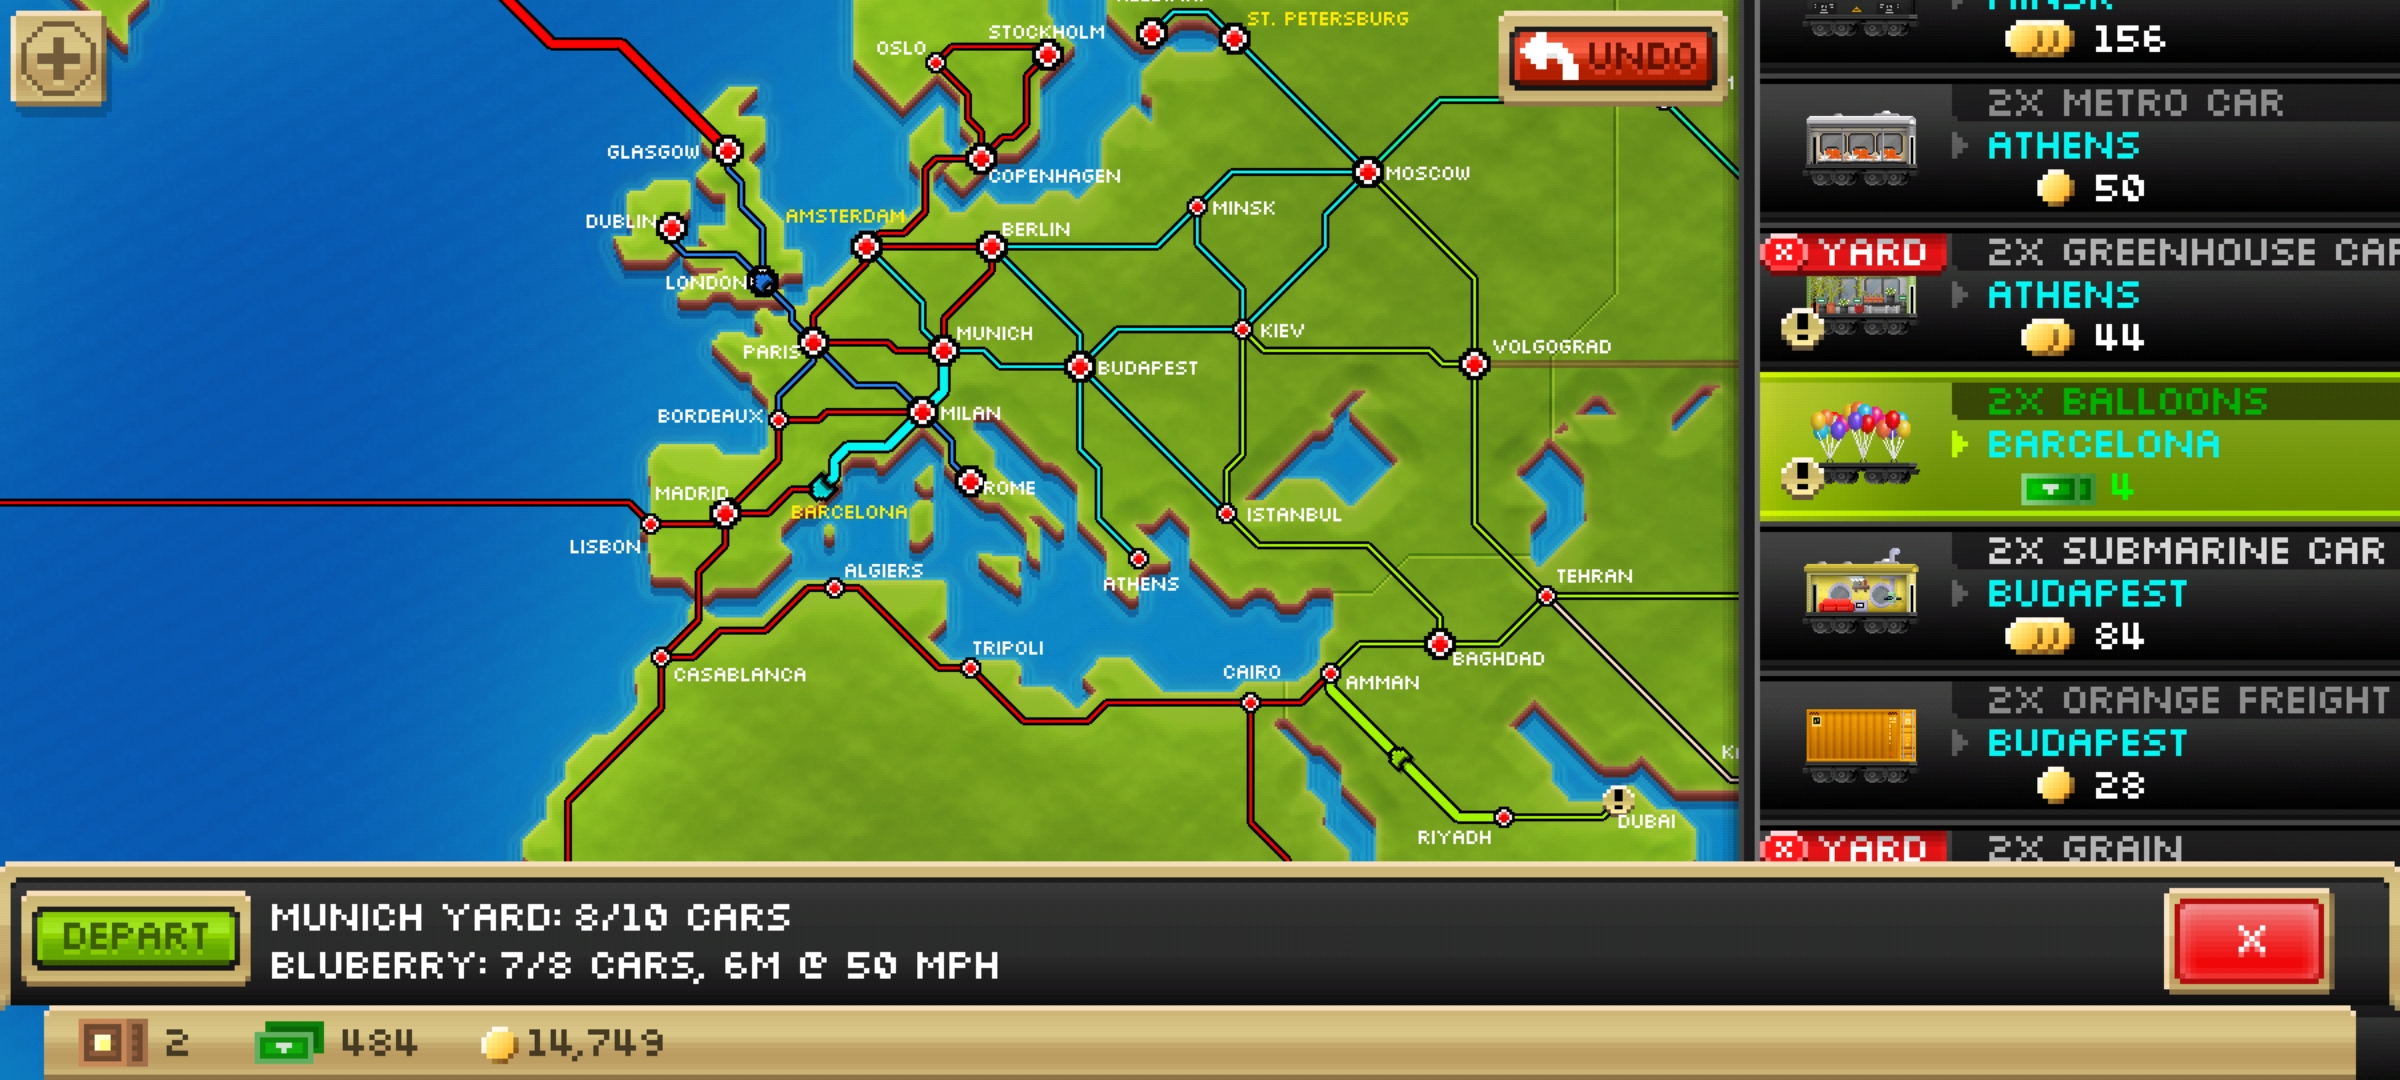 ST. PETERSBURG
STOCKHOLM
OSLO
UNDO
GLASGOW
MOSCOW
COPENHAGEN
MINSK
DUBLIN
AMSTERDAM
BERLIN
LONDON
MUNICH
KIEV
VOLGOGRAD
PARIS
BUDAPEST
BORDEAUX
MILAN
MADRID
ROME
BARCELONA
ISTANBUL
LISBON
ALGIERS
ATHENS
TEHRAN
TRIPOLI
CASABLANCA
CAIRO
AMMAN
BAGHDAD
DUBAI
RIYADH
MINSK
156
2X METRO CAR
ATHENS
50
YARD
2X GREENHOUSE CAR
ATHENS
44
2X BALLOONS
BARCELONA
4
2X SUBMARINE CAR
BUDAPEST
84
2X ORANGE FREIGHT
BUDAPEST
28
YARD
2X GRAIN
DEPART
MUNICH YARD: 8/10 CARS
BLUBERRY: 7/8 CARS, 6M @ 50 MPH
X
2
484
14,749